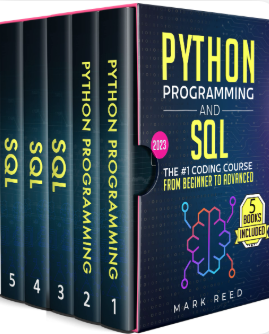 PYTHON
PROGRAMMING
AND
SQL
2023
THE #1 CODING COURSE
FROM BEGINNER TO ADVANCED
5
BOOKS
INCLUDED
MARK REED
SQL
5
SQL
4
SQL
3
PYTHON PROGRAMMING
2
PYTHON PROGRAMMING
1